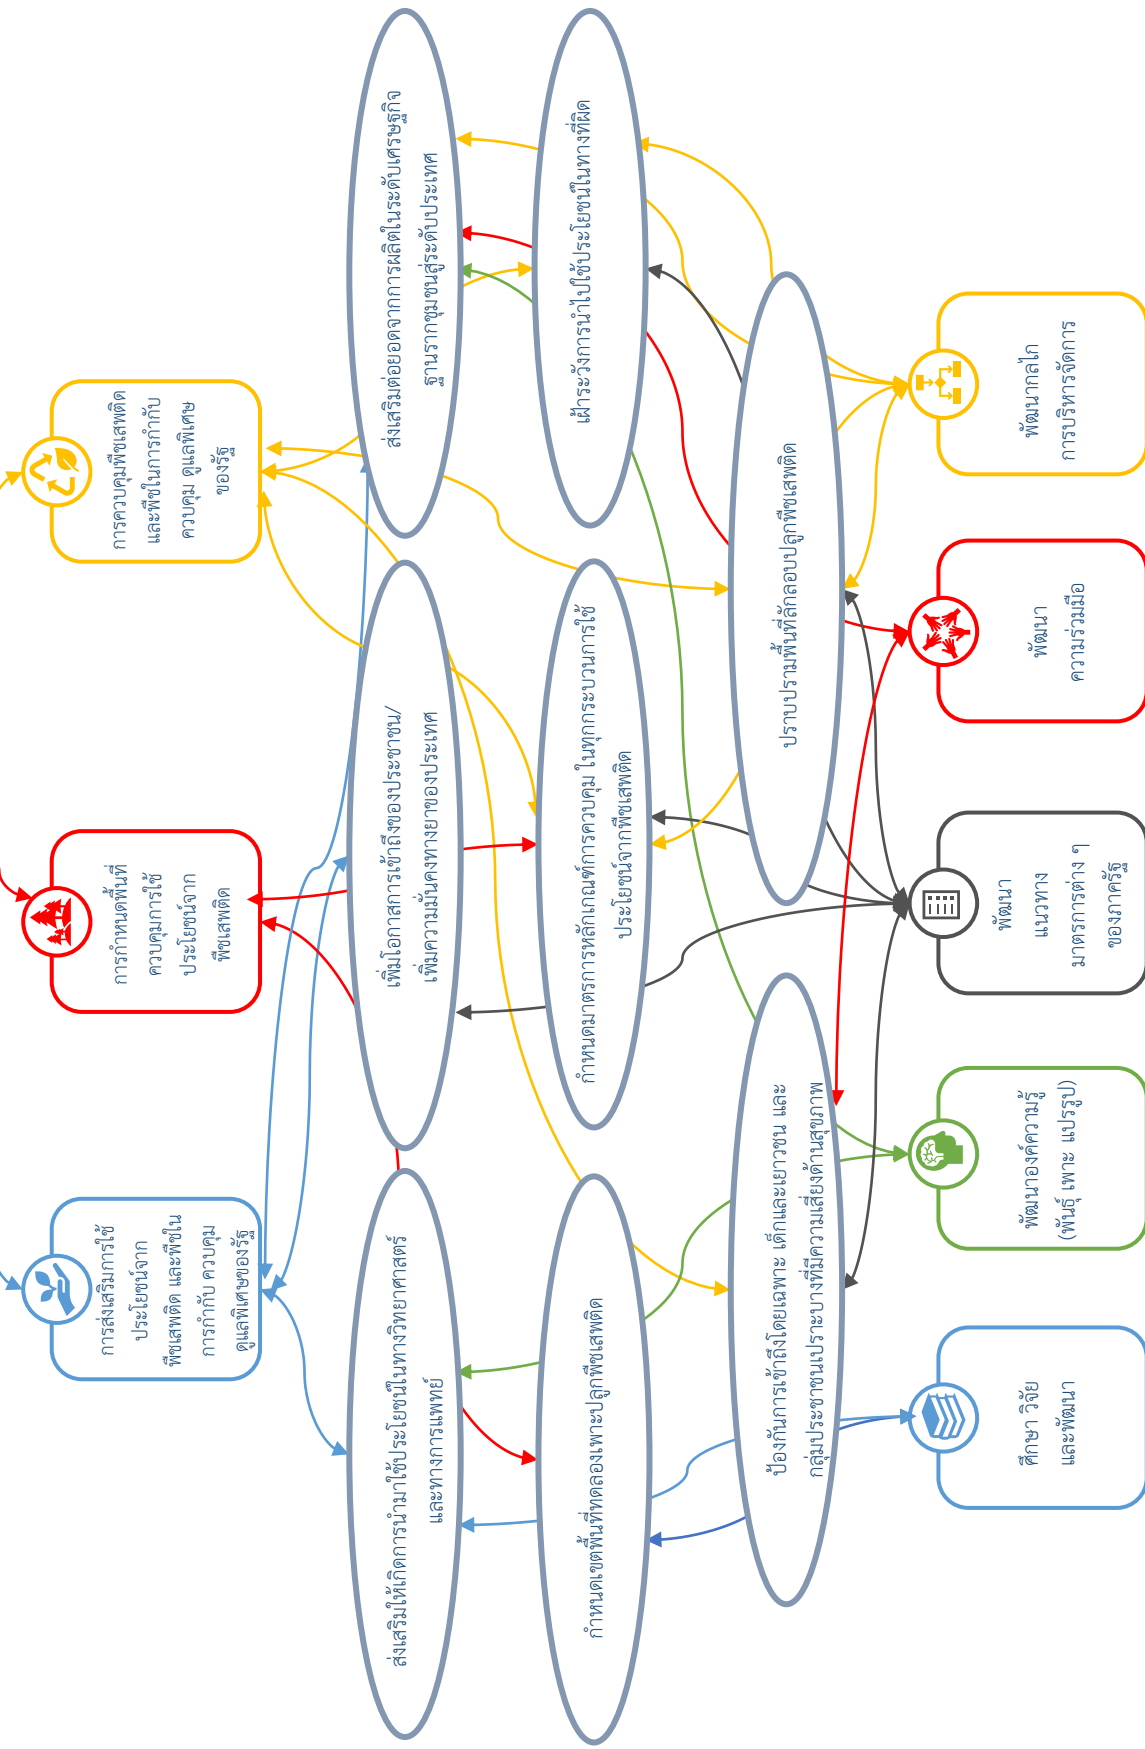 การส่งเสริมการใช้
ประโยชน์จาก
พืชเสพติด และพืชใน
การกำกับ ควบคุม
ดูแลพิเศษของรัฐ
การกำหนดพื้นที่
ควบคุมการใช้
ประโยชน์จาก
พืชเสพติด
การควบคุมพืชเสพติด
และพืชในการกำกับ
ควบคุม ดูแลพิเศษ
ของรัฐ
ส่งเสริมให้เกิดการนำมาใช้ประโยชน์ในทางวิทยาศาสตร์
และทางการแพทย์
เพิ่มโอกาสการเข้าถึงของประชาชน/
เพิ่มความมั่นคงทางยาของประเทศ
ส่งเสริมต่อยอดจากการผลิตในระดับเศรษฐกิจ
ฐานรากชุมชนสู่ระดับประเทศ
กำหนดเขตพื้นที่ทดลองเพาะปลูกพืชเสพติด
กำหนดมาตรการหลักเกณฑ์การควบคุม ในทุกกระบวนการใช้
ประโยชน์จากพืชเสพติด
เฝ้าระวังการนำไปใช้ประโยชน์ในทางที่ผิด
ป้องกันการเข้าถึงโดยเฉพาะ เด็กและเยาวชน และ
กลุ่มประชาชนเปราะบางที่มีความเสี่ยงด้านสุขภาพ
ปราบปรามพื้นที่ลักลอบปลูกพืชเสพติด
ศึกษา วิจัย
และพัฒนา
พัฒนาองค์ความรู้
(พันธุ์ เพาะ แปรรูป)
พัฒนา
แนวทาง
มาตรการต่าง ๆ
ของภาครัฐ
พัฒนา
ความร่วมมือ
พัฒนากลไก
การบริหารจัดการ